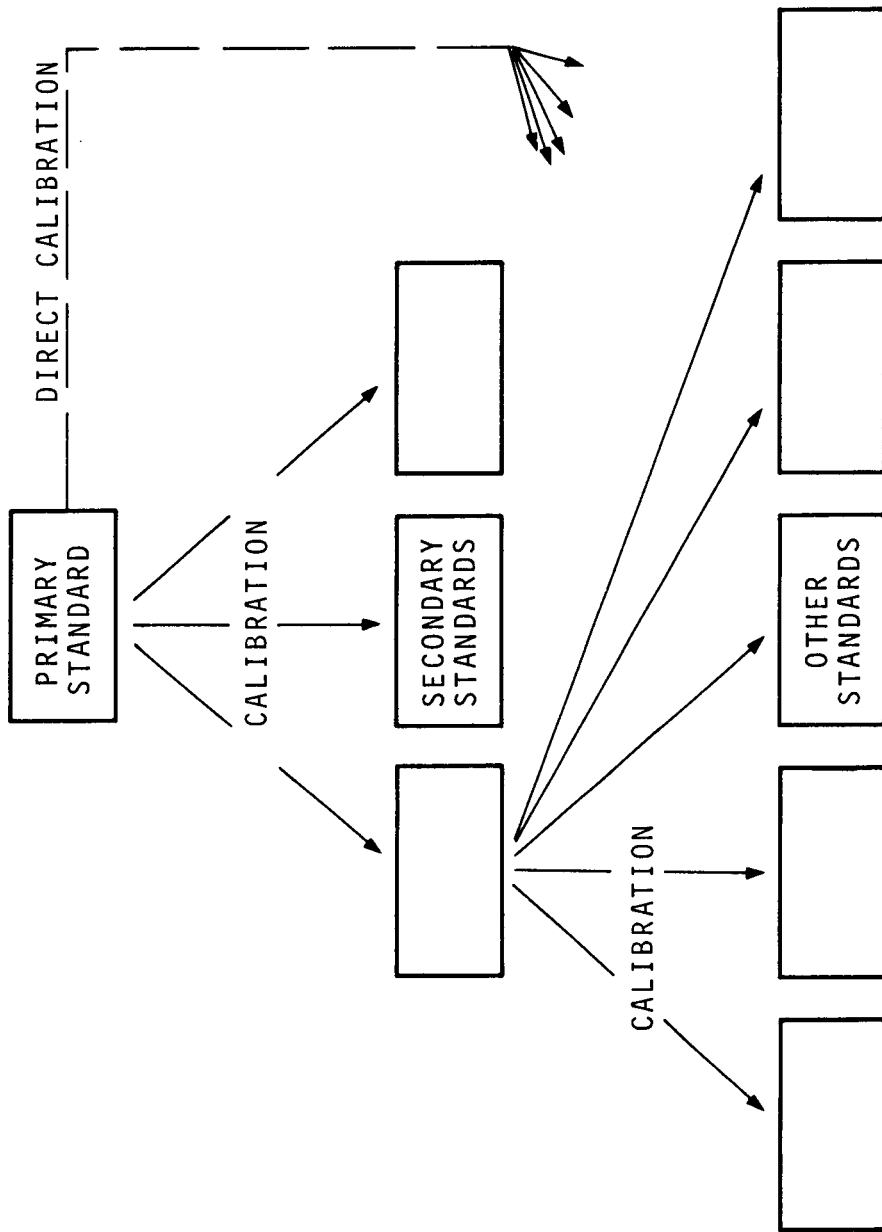 PRIMARY
STANDARD
DIRECT CALIBRATION
CALIBRATION
SECONDARY
STANDARDS
CALIBRATION
OTHER
STANDARDS